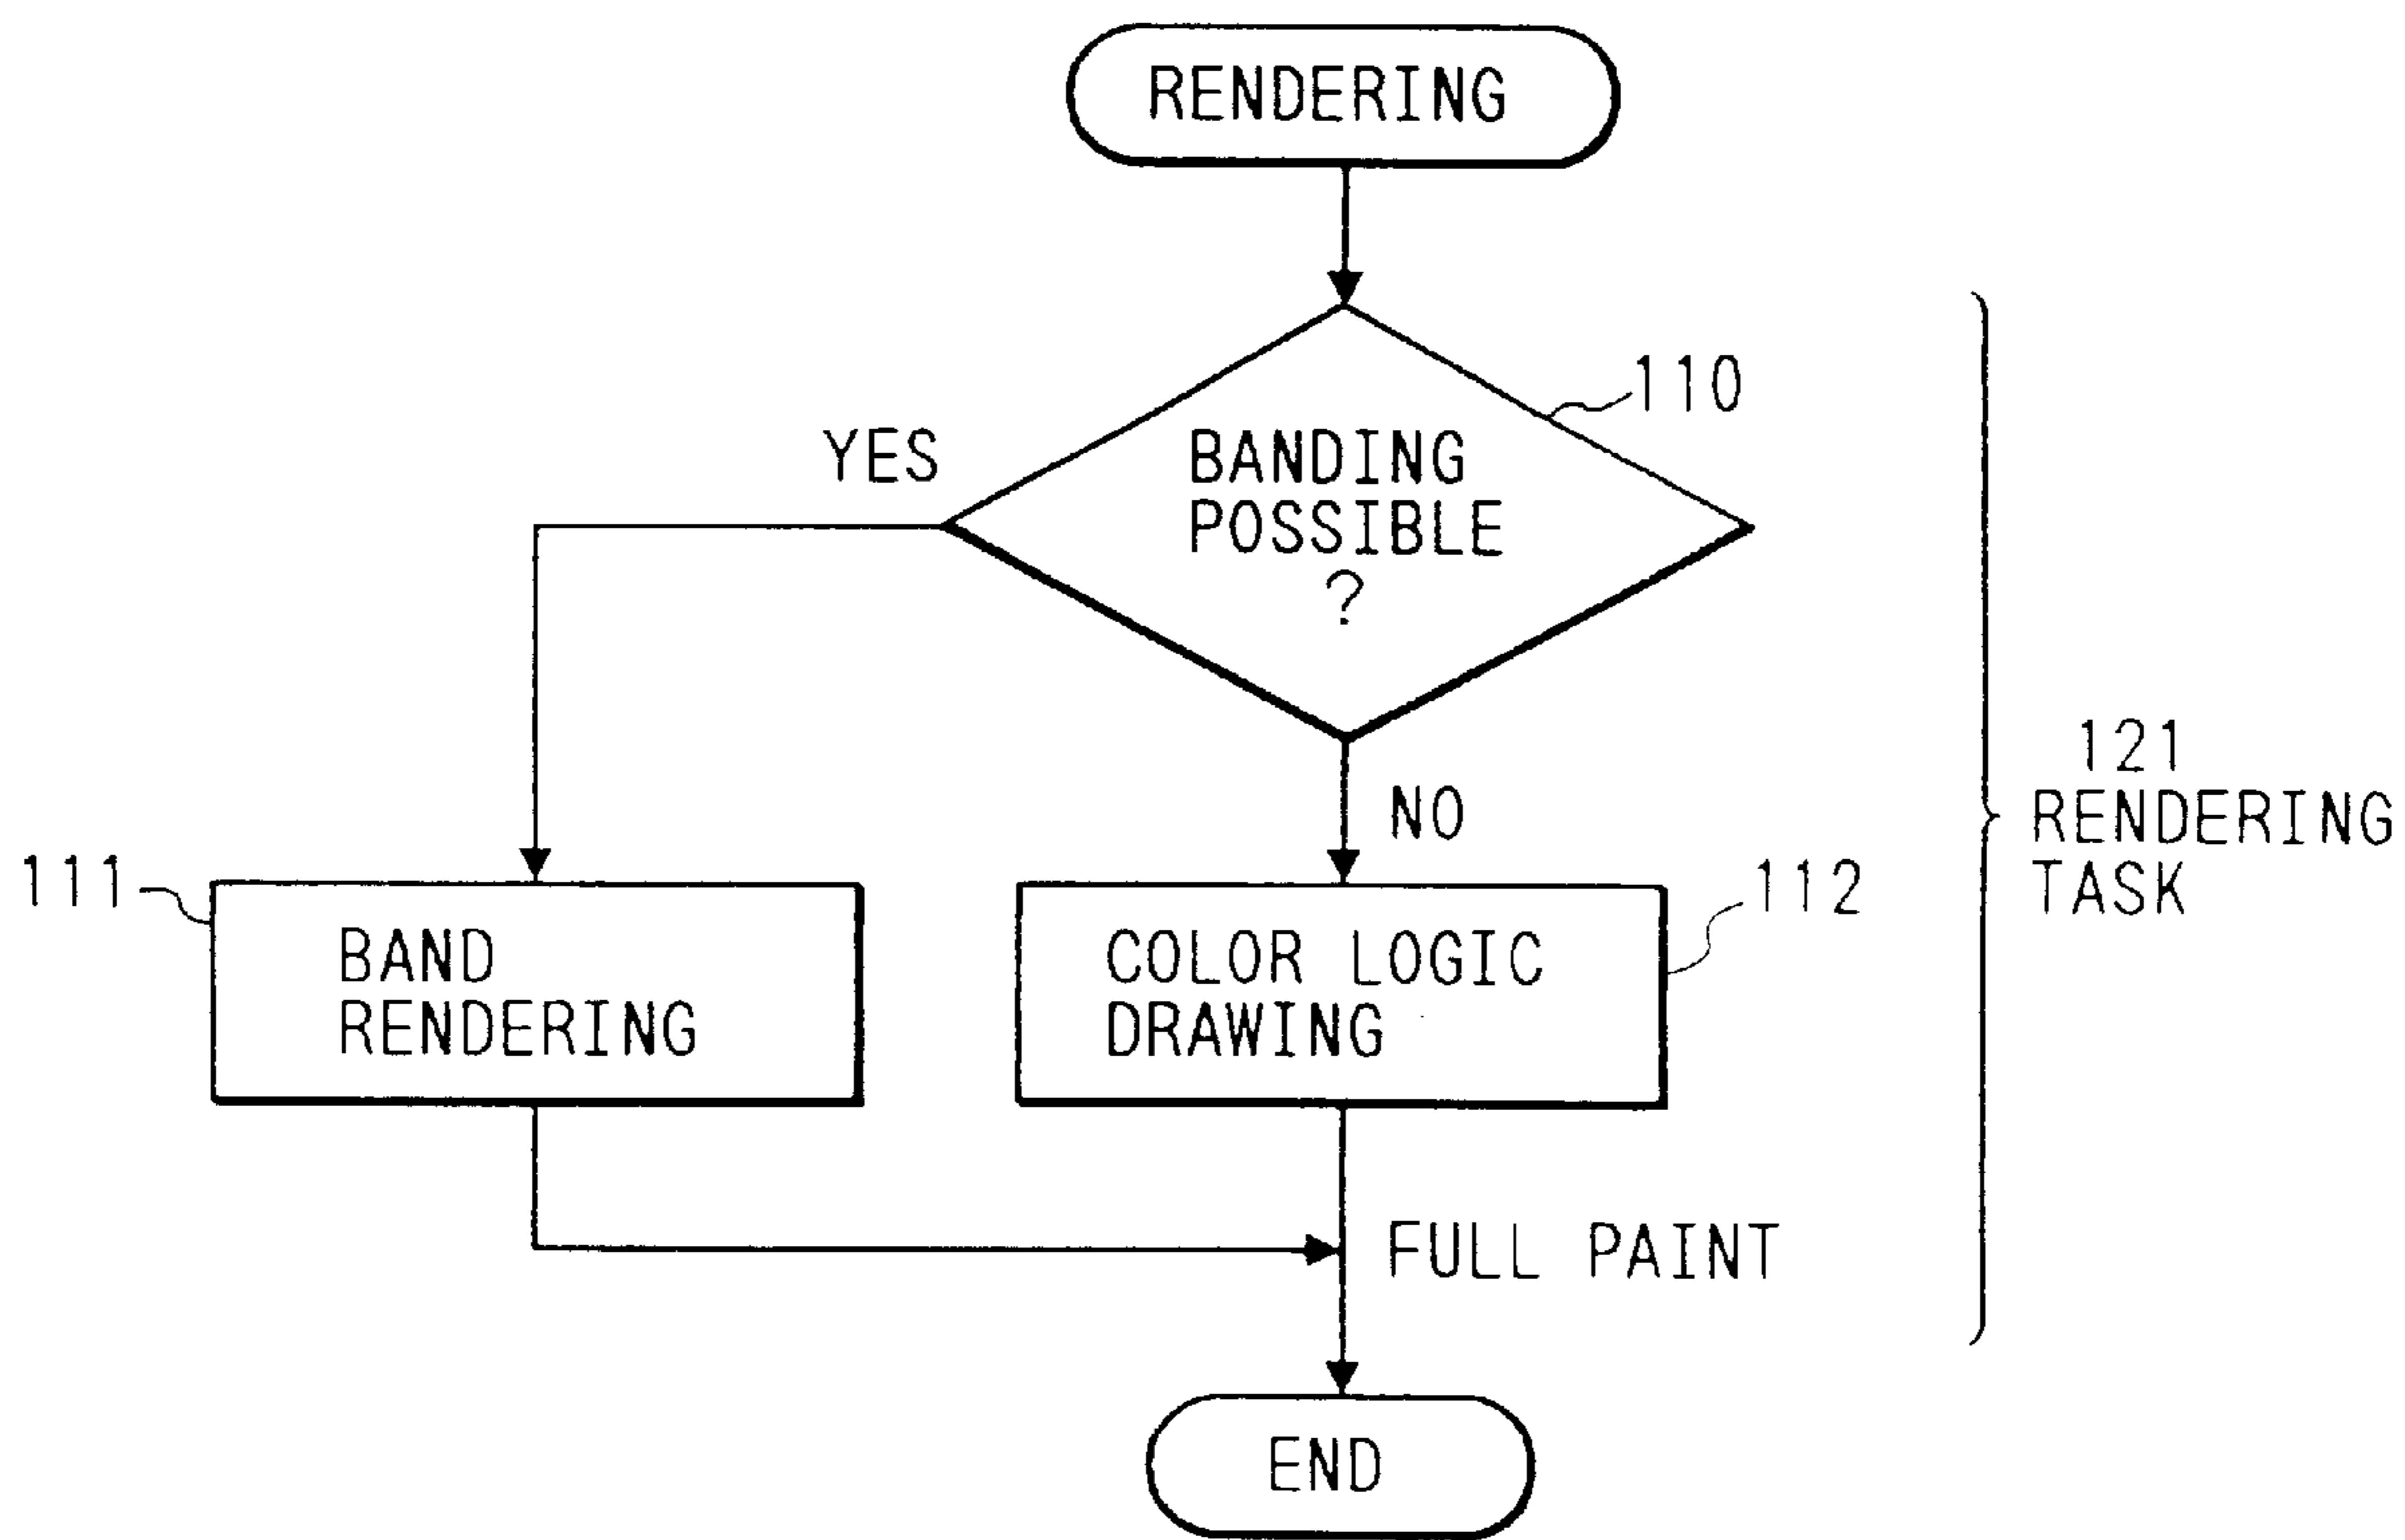 RENDERING
110
YES
BANDING
POSSIBLE
?
NO
121
RENDERING
TASK
111
BAND
RENDERING
112
COLOR LOGIC
DRAWING
FULL PAINT
END